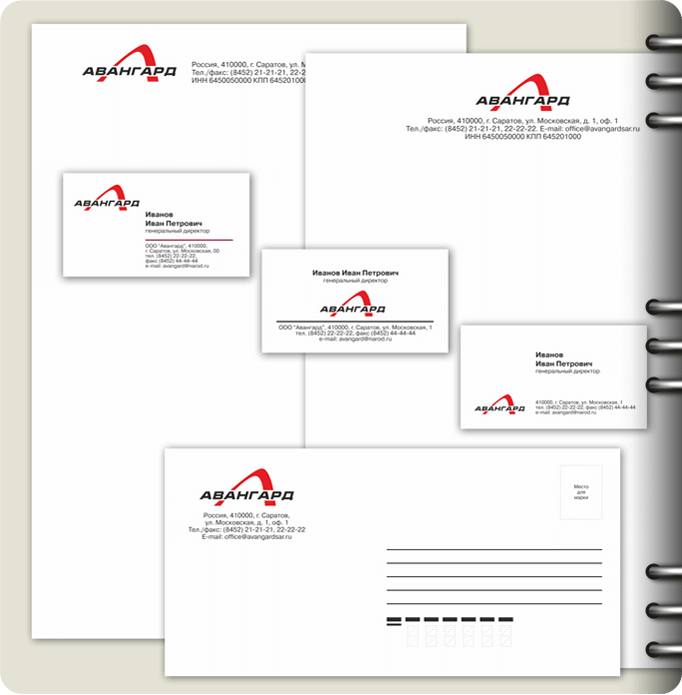 АВАНГАРД
Россия, 410000, г. Саратов, ул. М
Тел./факс: (8452) 21-21-21, 22-2
ИНН 6450050000 КПП 645201000
АВАНГАРД
Россия, 410000, г. Саратов, ул. Московская, д. 1, оф. 1
Тел./факс: (8452) 21-21-21, 22-22-22. E-mail: office@avangardsar.ru
ИНН 6450050000 КПП 645201000
АВАНГАРД
Иванов
Иван Петрович
генеральный директор
ООО "Авангард", 410000,
г. Саратов, ул. Московская, 00
тел. (8452) 22-22-22,
факс (8452) 44-44-44
e-mail: avangard@narod.ru
Иванов Иван Петрович
генеральный директор
АВАНГАРД
ООО "Авангард", 410000, г. Саратов, ул. Московская, 1
тел. (8452) 22-22-22, факс (8452) 44-44-44
e-mail: avangard@narod.ru
Иванов
Иван Петрович
генеральный директор
АВАНГАРД
410000, г. Саратов, ул. Московская, 1
тел. (8452) 22-22-22, факс (8452) 44-44-44
e-mail: avangard@narod.ru
АВАНГАРД
Россия, 410000, г. Саратов,
ул. Московская, д. 1, оф. 1
Тел./факс: (8452) 21-21-21, 22-22-22
E-mail: office@avangardsar.ru
Место
для
марки